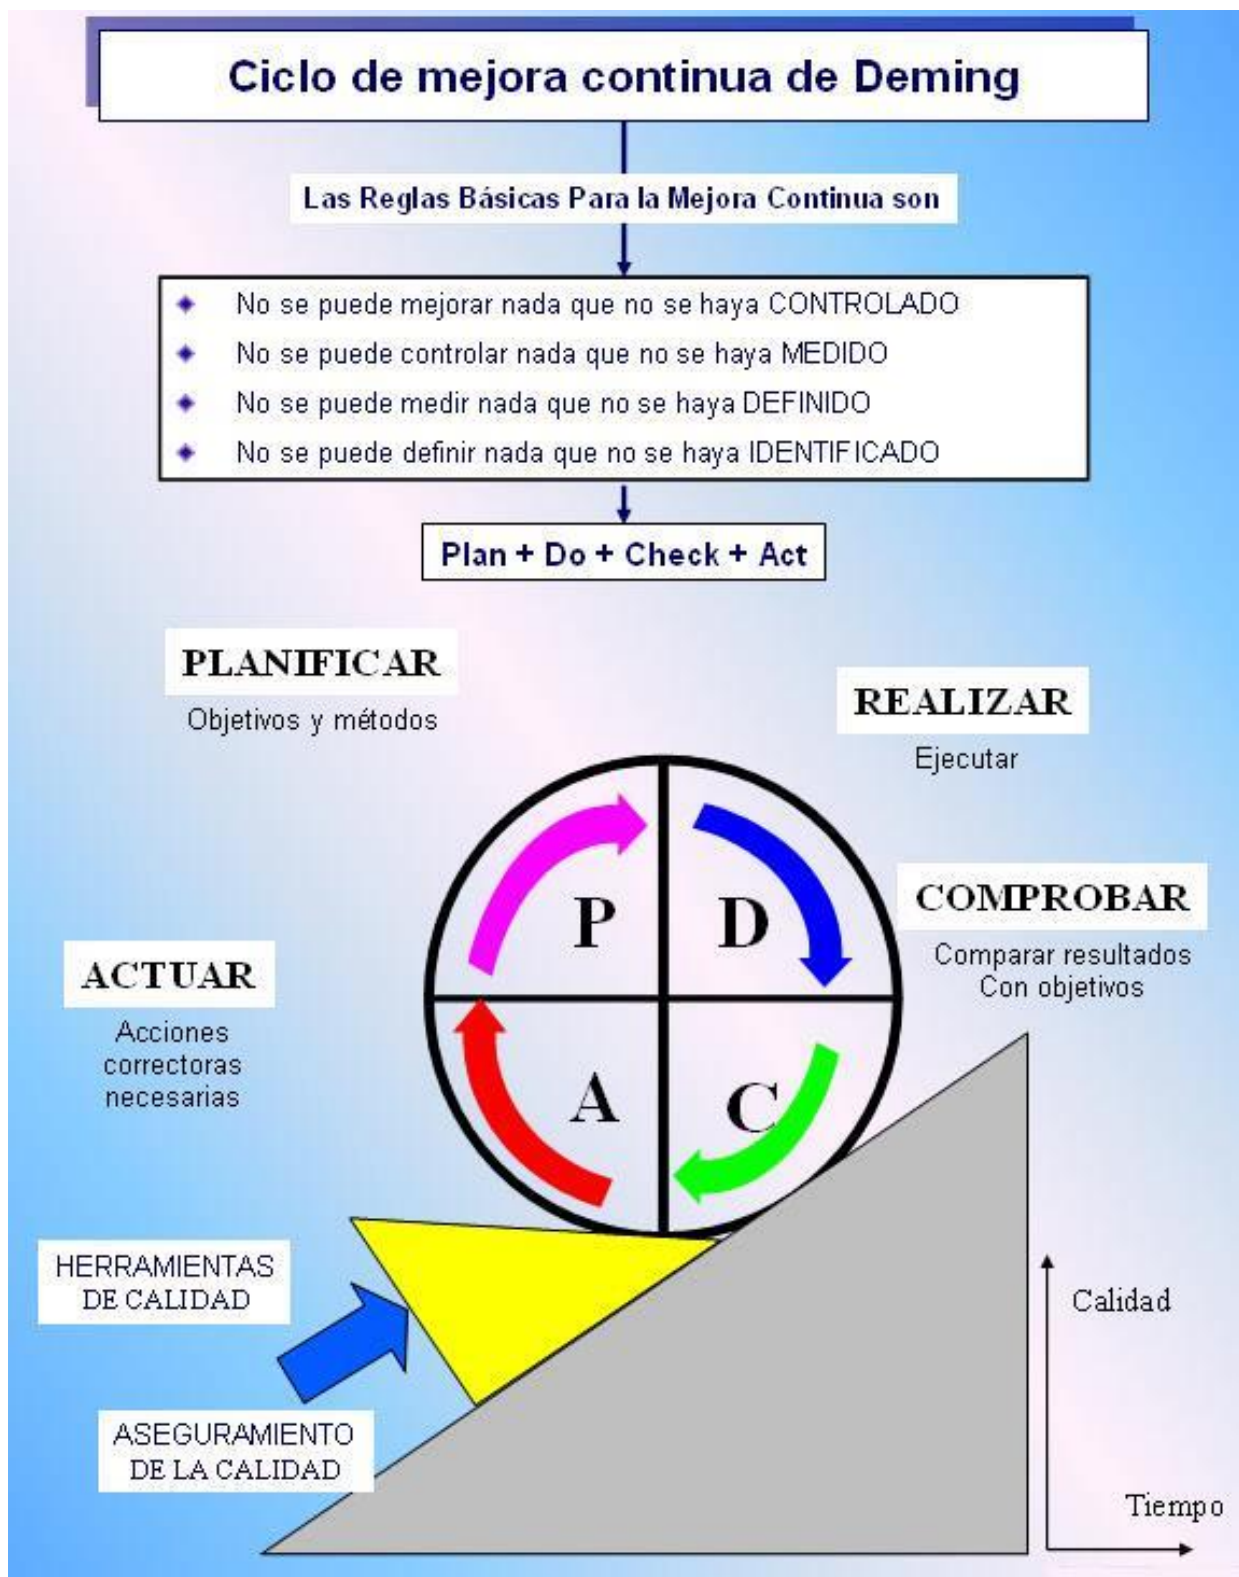 Ciclo de mejora continua de Deming
Las Reglas Básicas Para la Mejora Continua son
No se puede mejorar nada que no se haya CONTROLADO
No se puede controlar nada que no se haya MEDIDO
No se puede medir nada que no se haya DEFINIDO
No se puede definir nada que no se haya IDENTIFICADO
Plan + Do + Check + Act
PLANIFICAR
Objetivos y métodos
REALIZAR
Ejecutar
P
D
COMPROBAR
Comparar resultados
Con objetivos
ACTUAR
Acciones
correctoras
necesarias
A
C
HERRAMIENTAS
DE CALIDAD
Calidad
ASEGURAMIENTO
DE LA CALIDAD
Tiempo